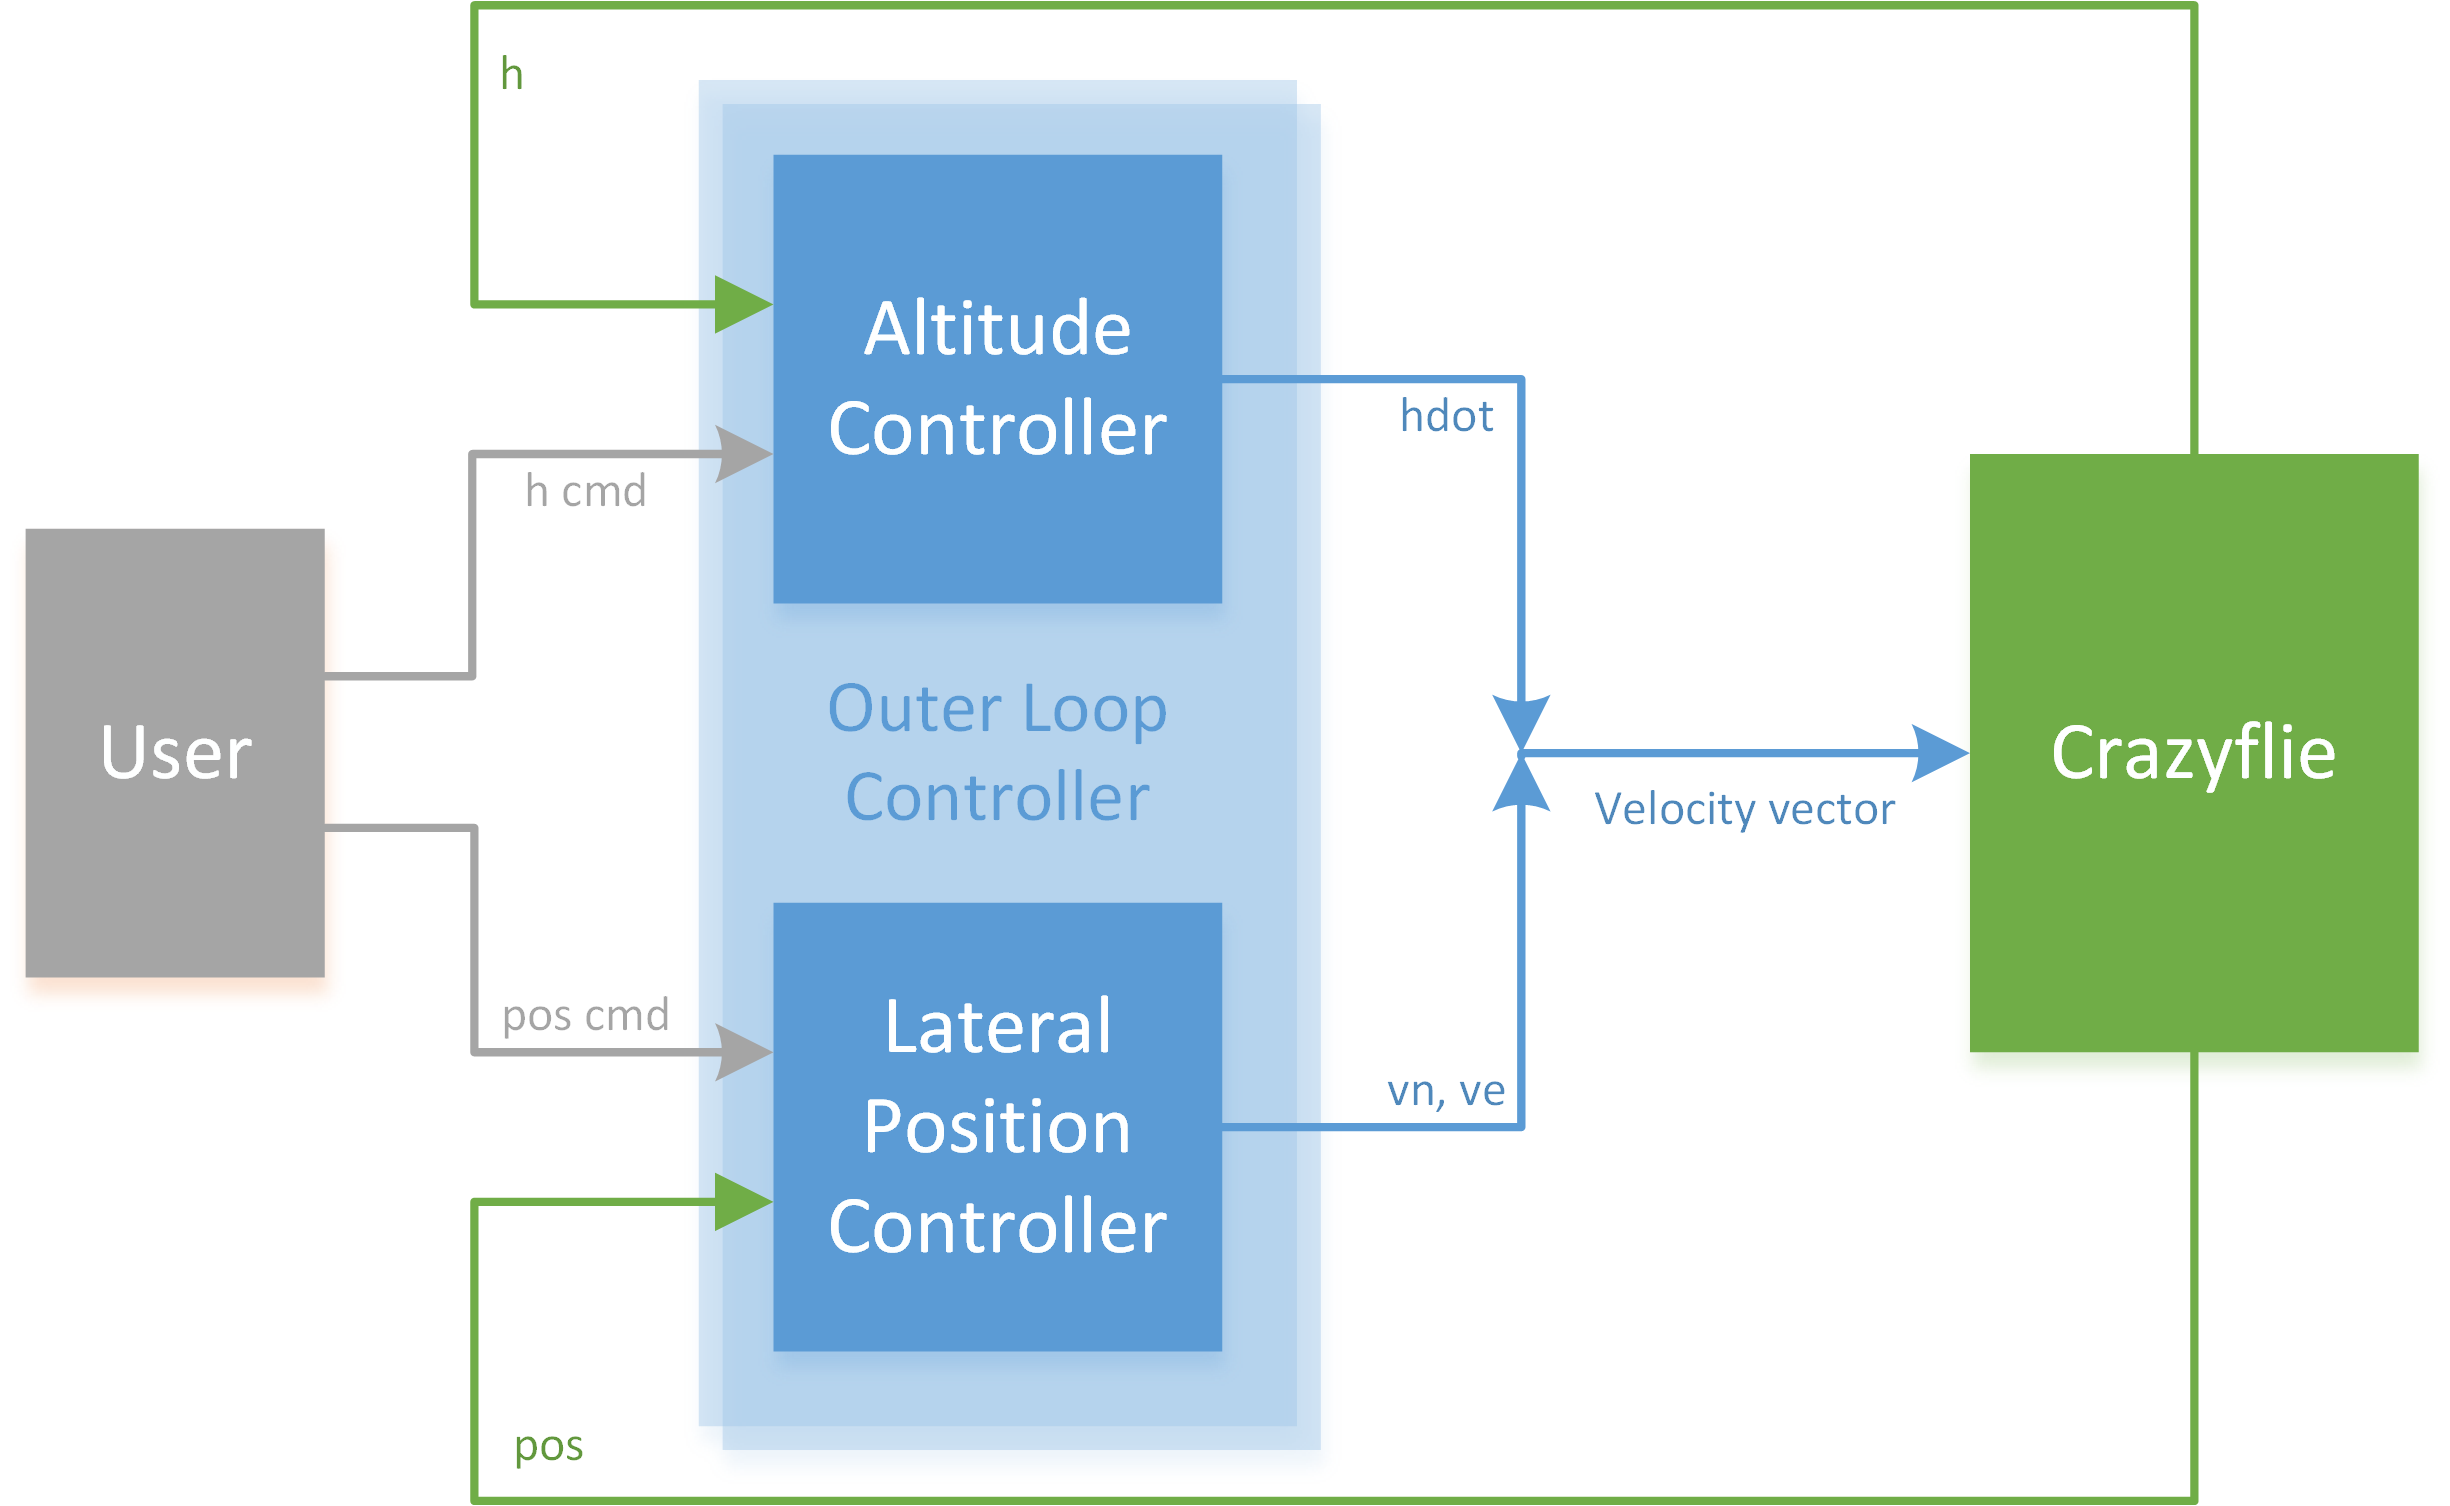 h
Altitude
Controller
hdot
h cmd
User
Outer Loop
Controller
Velocity vector
Crazyflie
pos cmd
Lateral
Position
Controller
vn, ve
pos